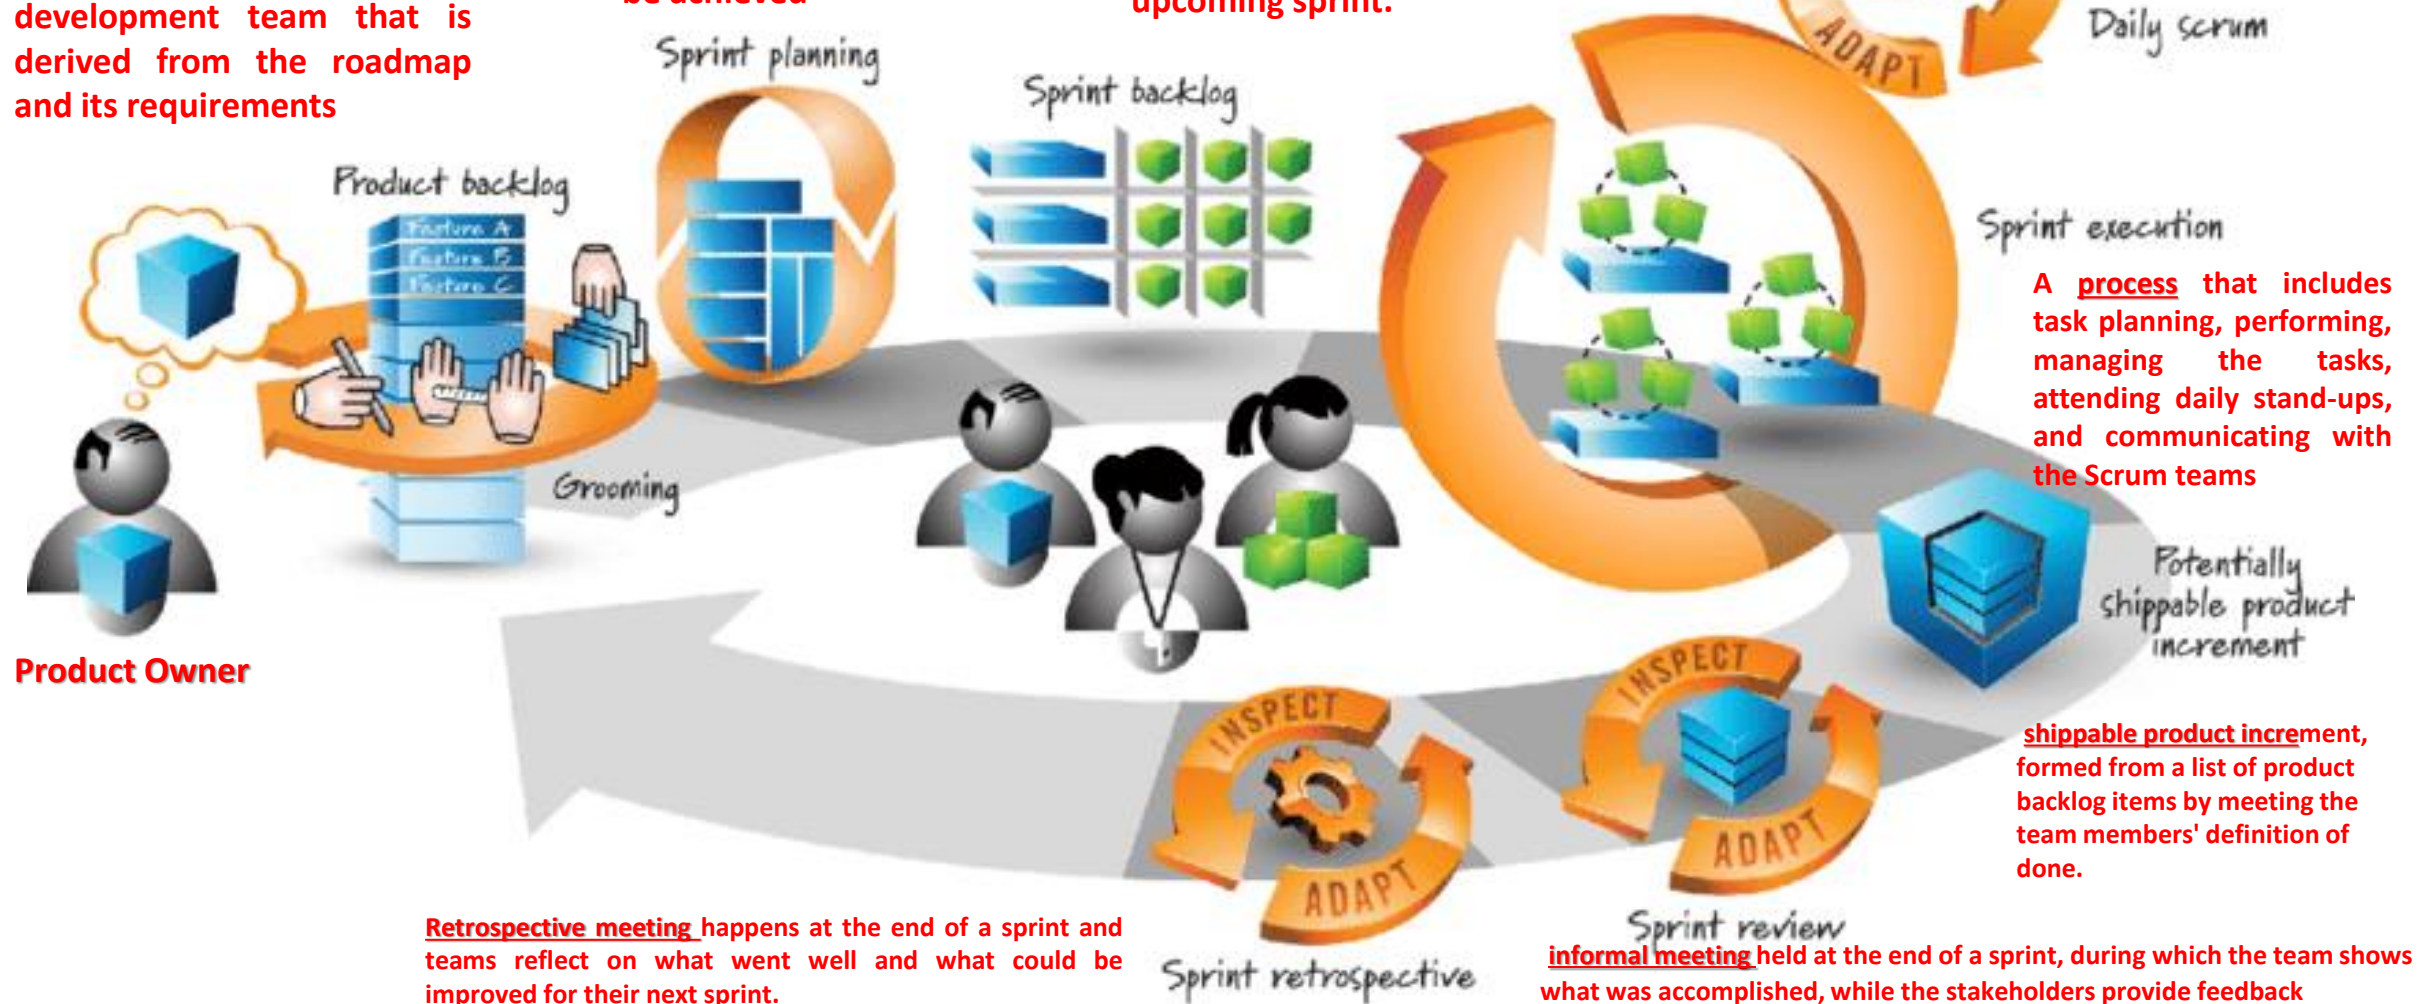 development team that is
derived from the roadmap
and its requirements
be achieved
upcoming sprint.
Daily scrum
ADAPT
Sprint planning
Sprint backlog
Product backlog
Feature A
Feature B
Feature C
Grooming
Product Owner
Sprint execution
A process that includes
task planning, performing,
managing the tasks,
attending daily stand-ups,
and communicating with
the Scrum teams
Potentially
shippable product
increment
shippable product increment,
formed from a list of product
backlog items by meeting the
team members' definition of
done.
INSPECT
ADAPT
Sprint review
informal meeting held at the end of a sprint, during which the team shows
what was accomplished, while the stakeholders provide feedback
INSPECT
ADAPT
Sprint retrospective
Retrospective meeting happens at the end of a sprint and
teams reflect on what went well and what could be
improved for their next sprint.